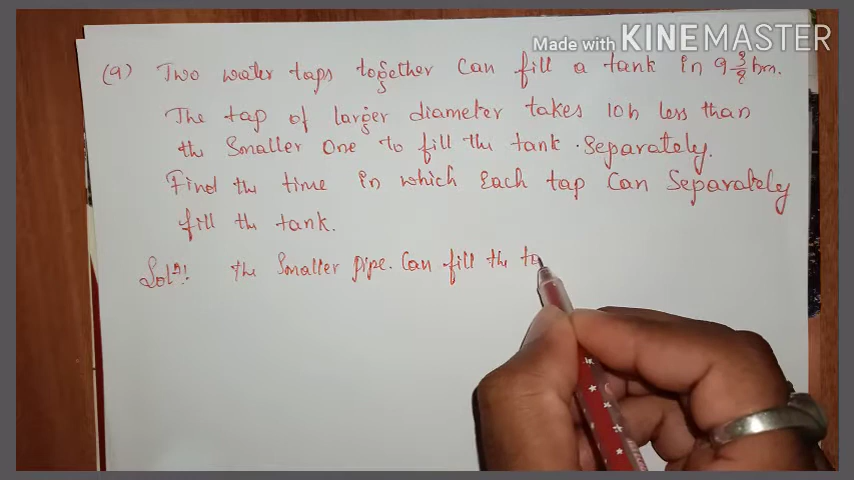 Made with KINEMASTER
(9) Two water taps together can fill a tank in 9 3/8 hrs.
The tap of larger diameter takes 10h less than
the smaller one to fill the tank separately.
Find the time in which each tap can separately
fill the tank.
Solⁿ: the smaller pipe. can fill the ta